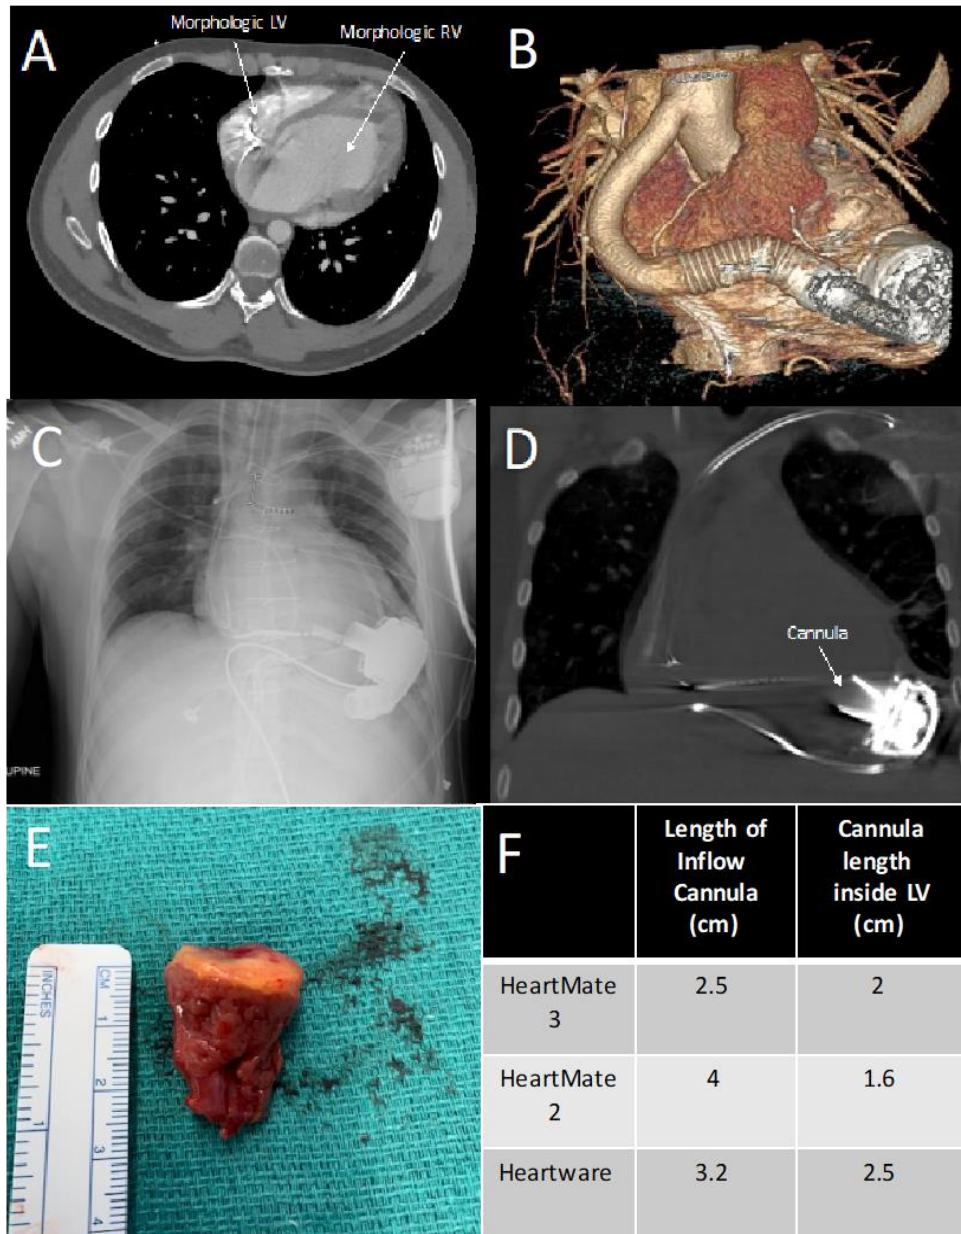 A
Morphologic LV
Morphologic RV
B
C
UPINE
D
Cannula
E
INCHES
CM
1
2
3
4
1
F
Length of
Inflow
Cannula
(cm)
Cannula
length
inside LV
(cm)
HeartMate
3
2.5
2
HeartMate
2
4
1.6
Heartware
3.2
2.5